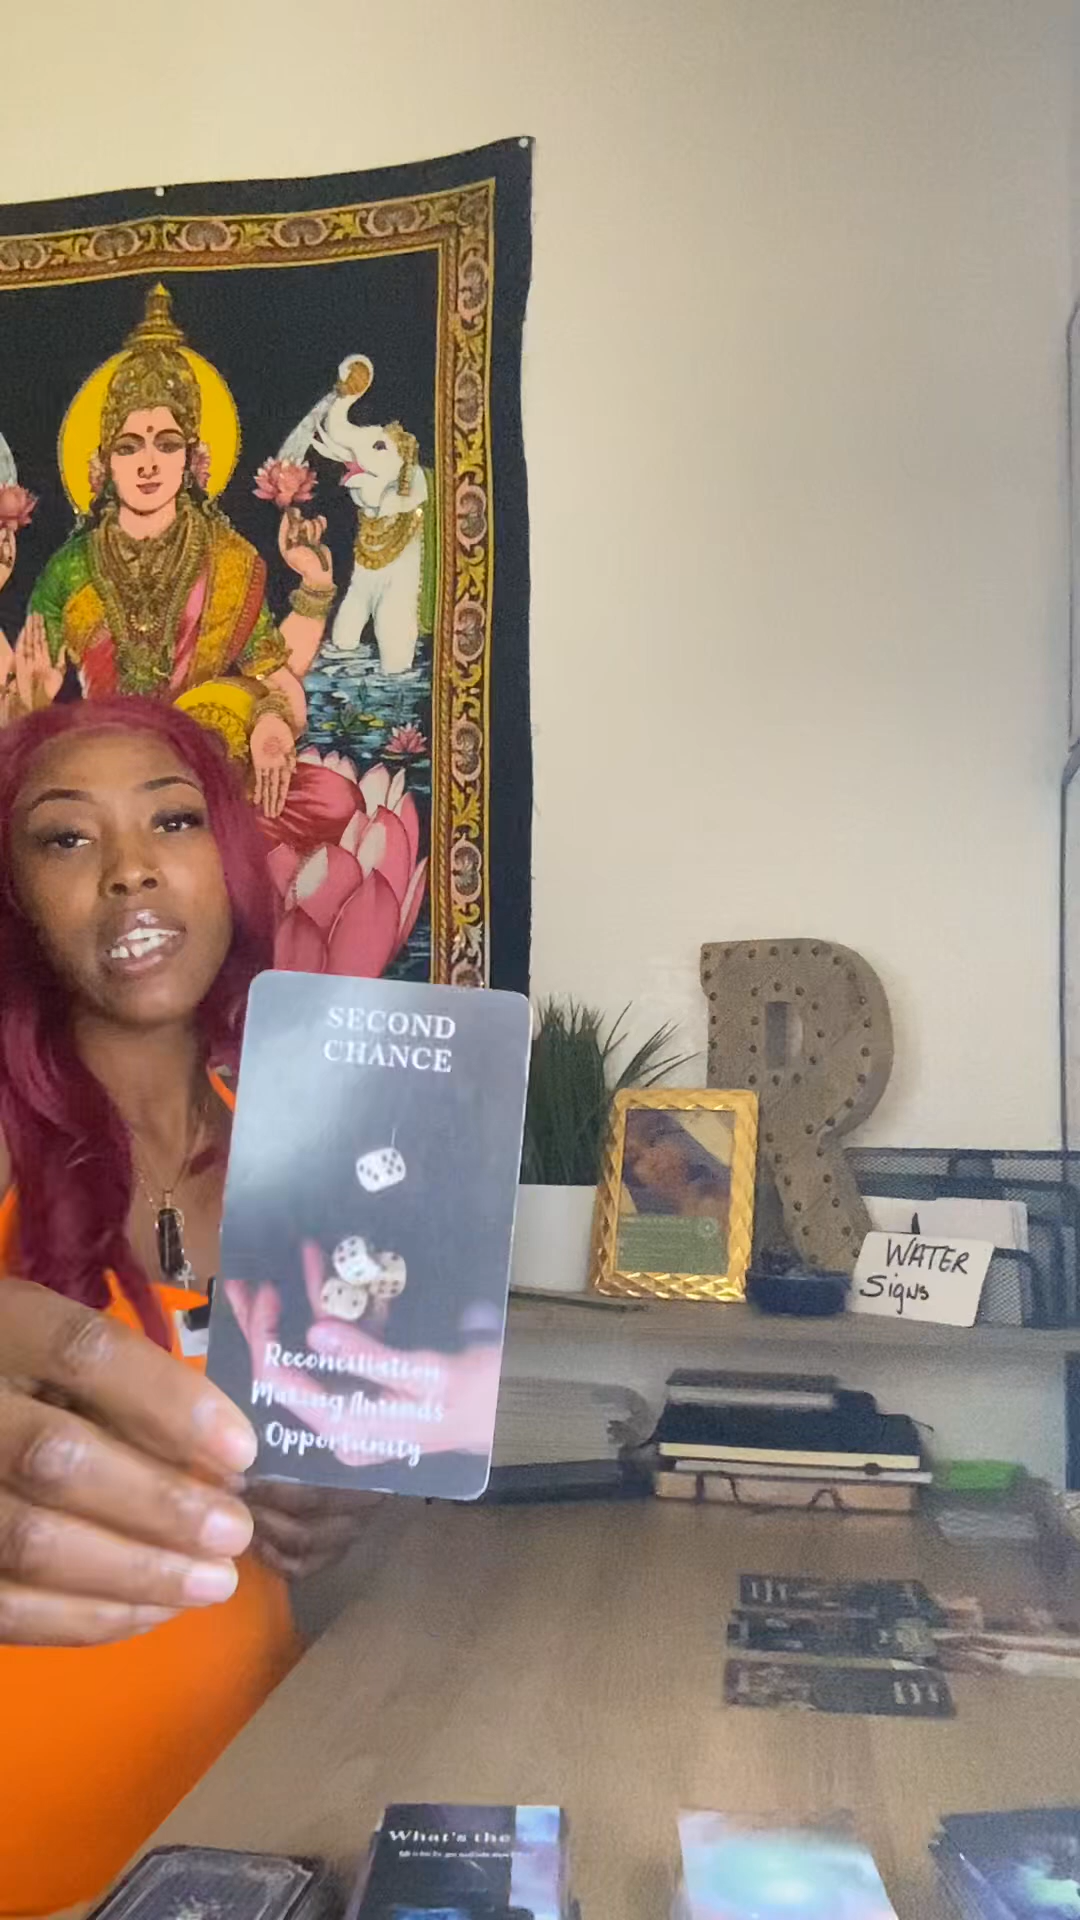 SECOND
CHANCE
Reconciliation
Making Amends
Opportunity
R
WATER
Signs
What's the